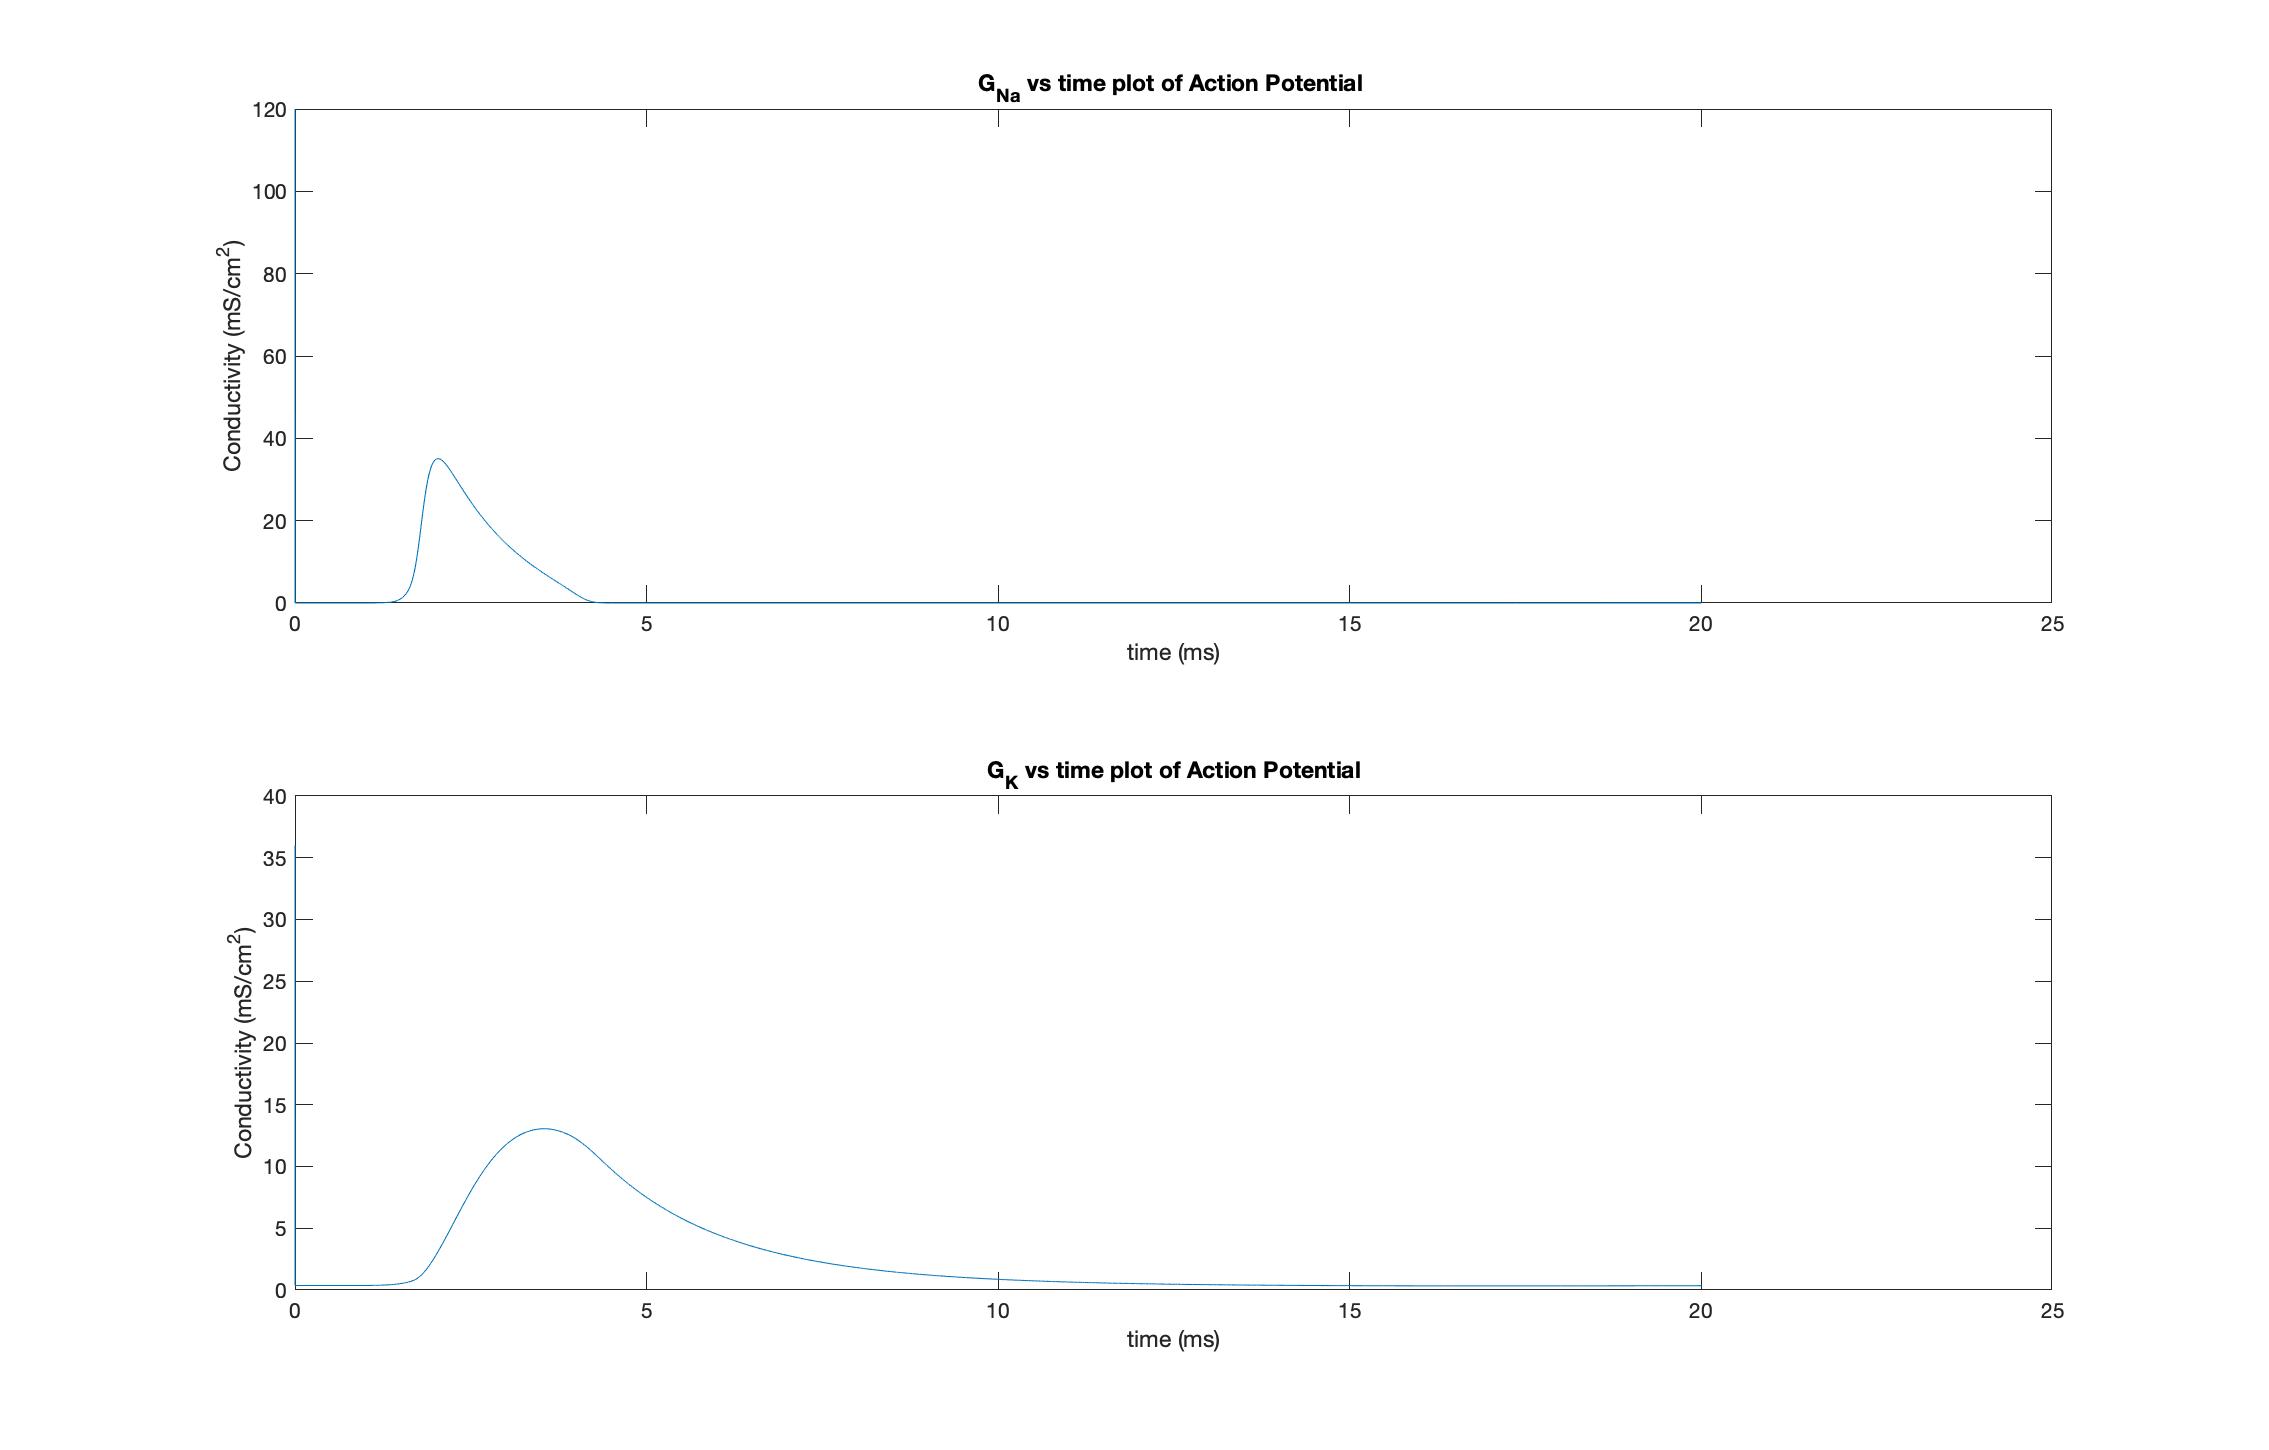 G_Na vs time plot of Action Potential
120
100
80
60
40
20
0
Conductivity (mS/cm²)
0 5 10 15 20 25
time (ms)
G_K vs time plot of Action Potential
40
35
30
25
20
15
10
5
0
Conductivity (mS/cm²)
0 5 10 15 20 25
time (ms)